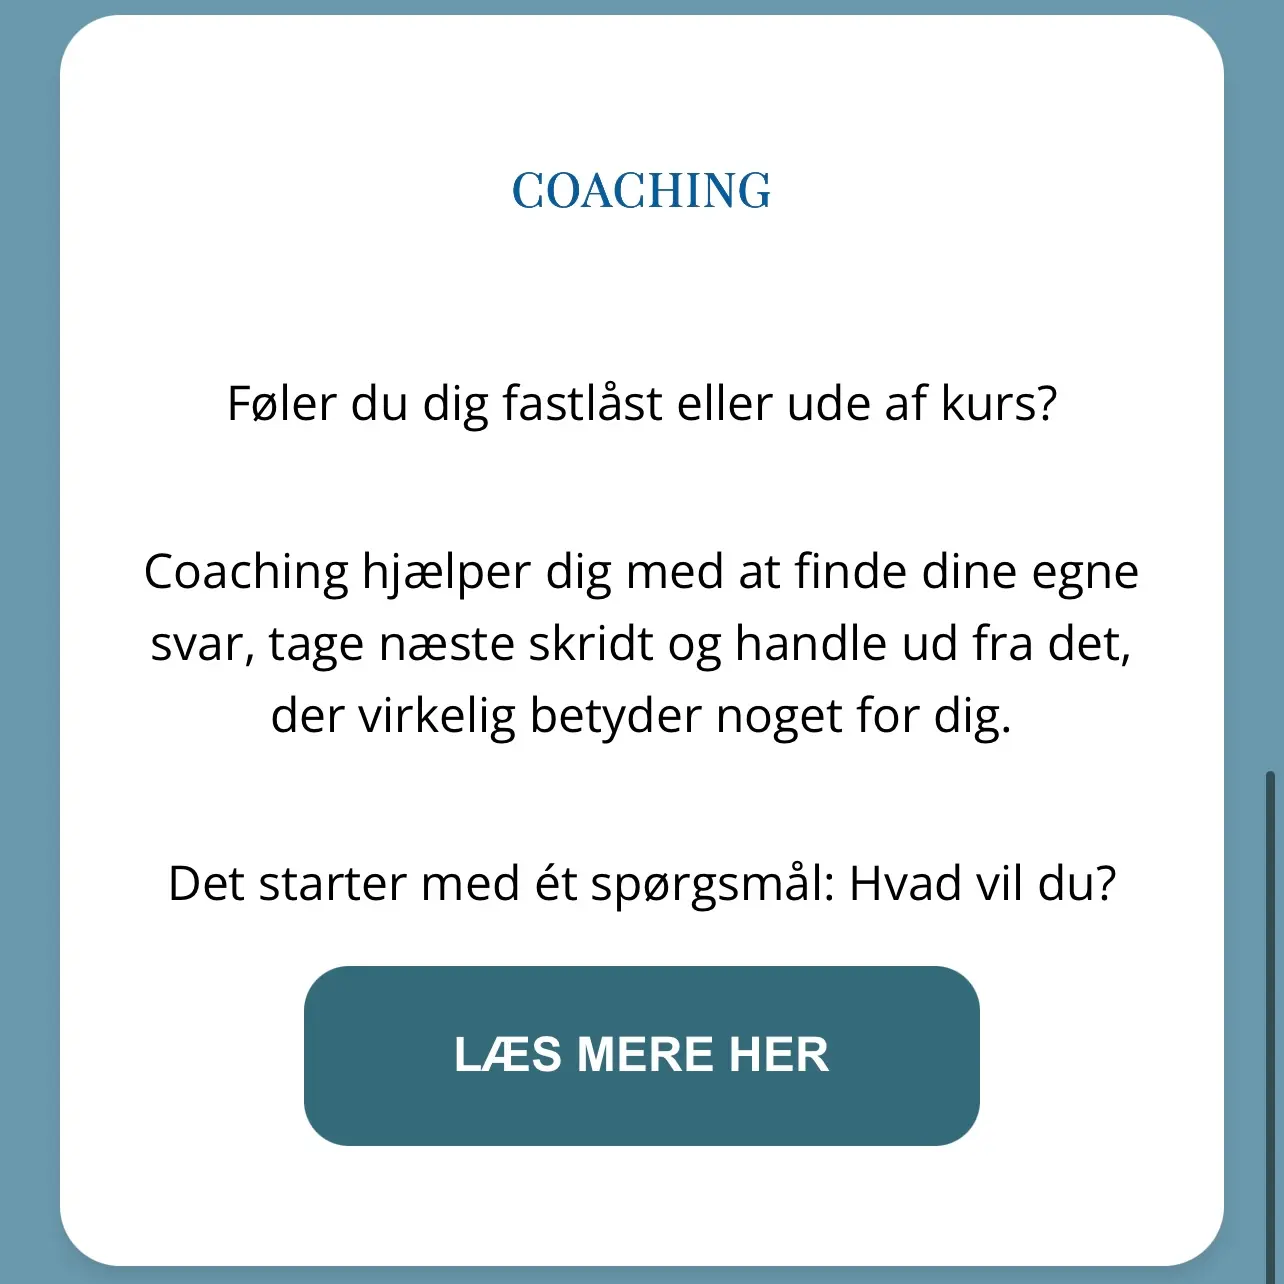 COACHING
Føler du dig fastlåst eller ude af kurs?
Coaching hjælper dig med at finde dine egne
svar, tage næste skridt og handle ud fra det,
der virkelig betyder noget for dig.
Det starter med ét spørgsmål: Hvad vil du?
LÆS MERE HER